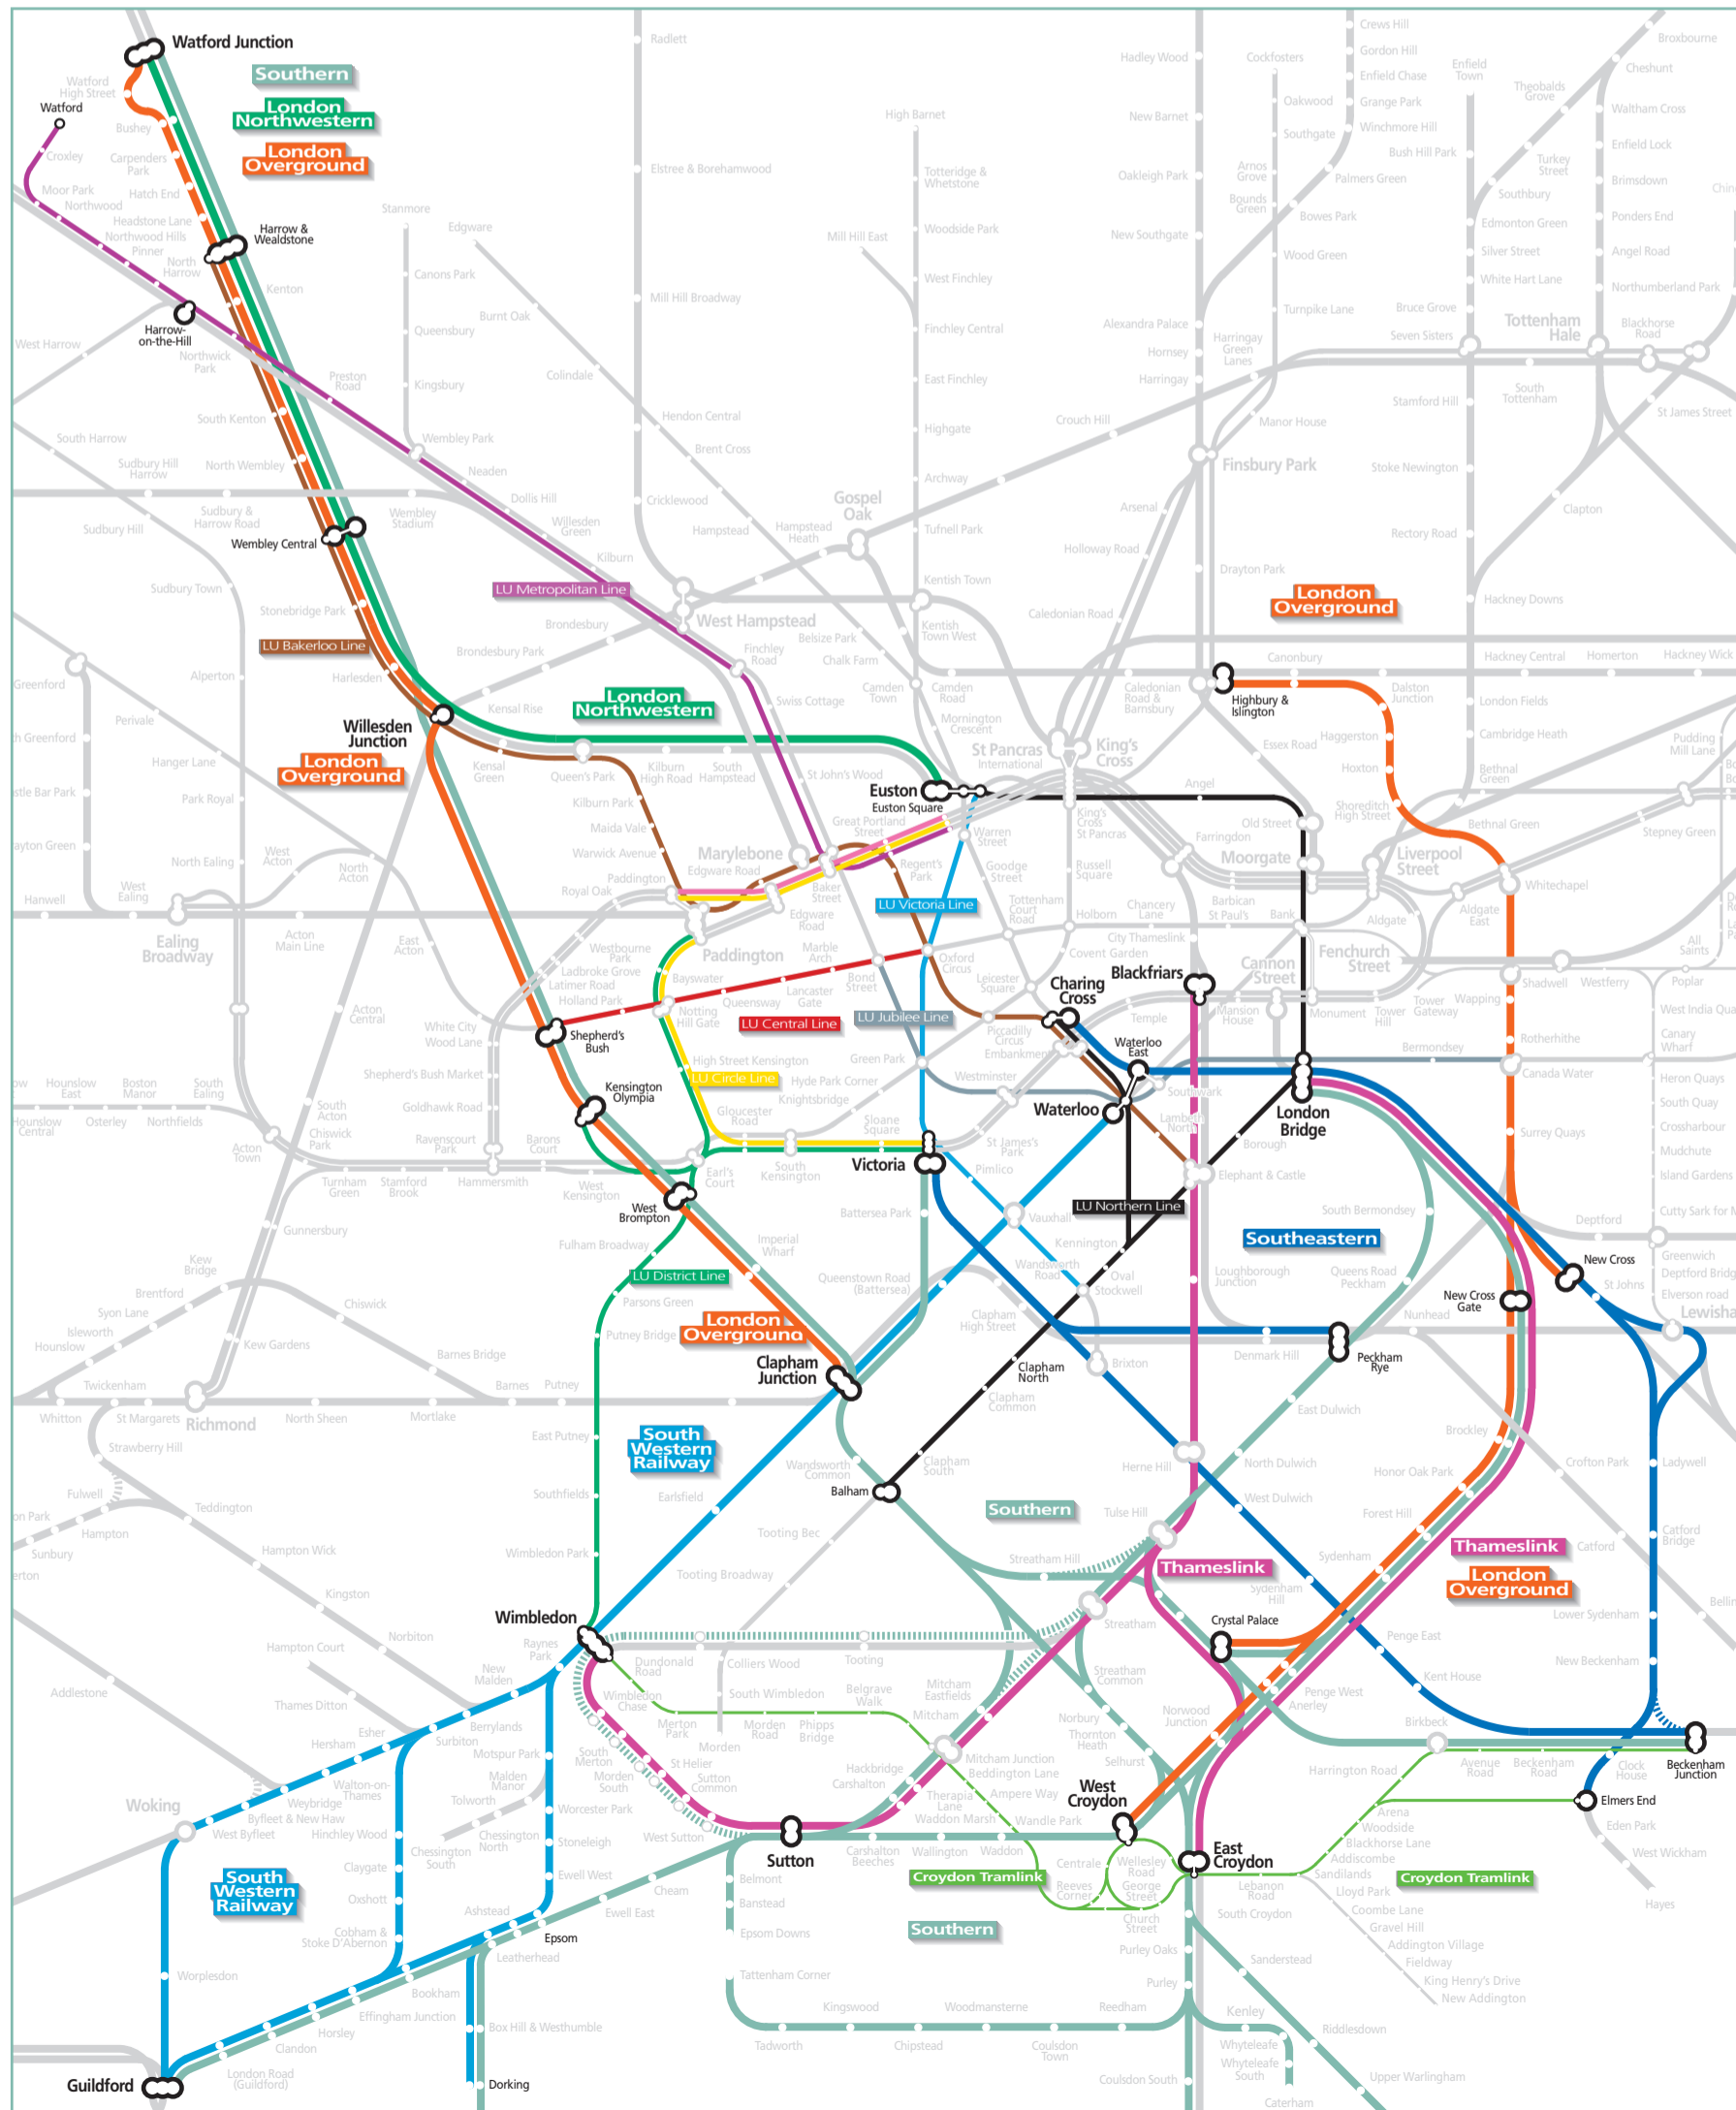 Watford Junction
Southern
London
Northwestern
London
Overground
Watford
High Street
Watford
Bushey
Croxley
Carpenders
Park
Moor Park
Hatch End
Northwood
Headstone Lane
Northwood Hills
Pinner
North
Harrow
Harrow &
Wealdstone
Kenton
Harrow-
on-the-Hill
West Harrow
Northwick
Park
Preston
Road
South Kenton
South Harrow
Sudbury Hill
Harrow
North Wembley
Sudbury Hill
Sudbury &
Harrow Road
Wembley
Stadium
Wembley Central
Sudbury Town
Stonebridge Park
LU Bakerloo Line
Alperton
Harlesden
Greenford
Perivale
Willesden
Junction
London
Overground
Hanger Lane
Park Royal
Stanmore
Edgware
Canons Park
Queensbury
Kingsbury
Burnt Oak
Colindale
Wembley Park
Neaden
Dollis Hill
Willesden
Green
Kilburn
LU Metropolitan Line
Radlett
Elstree & Borehamwood
Mill Hill Broadway
Hendon Central
Brent Cross
Cricklewood
Hampstead
Hampstead
Heath
Gospel
Oak
High Barnet
Totteridge &
Whetstone
Woodside Park
Mill Hill East
West Finchley
Finchley Central
East Finchley
Highgate
Archway
Tufnell Park
Kentish Town
Kentish
Town West
Hadley Wood
New Barnet
Oakleigh Park
New Southgate
Alexandra Palace
Hornsey
Harringay
Crouch Hill
Cockfosters
Oakwood
Southgate
Arnos
Grove
Bounds
Green
Bowes Park
Wood Green
Turnpike Lane
Harringay
Green
Lanes
Manor House
Finsbury Park
Arsenal
Holloway Road
Drayton Park
Caledonian Road
Crews Hill
Gordon Hill
Enfield Chase
Grange Park
Winchmore Hill
Palmers Green
Enfield
Town
Bush Hill Park
Southbury
Edmonton Green
Silver Street
White Hart Lane
Bruce Grove
Seven Sisters
Stamford Hill
Stoke Newington
Rectory Road
Hackney Downs
Broxbourne
Cheshunt
Theobalds
Grove
Waltham Cross
Turkey
Street
Enfield Lock
Brimsdown
Ponders End
Angel Road
Northumberland Park
Tottenham
Hale
Blackhorse
Road
South
Tottenham
St James Street
Clapton
London
Overground
Brondesbury
Brondesbury Park
Kensal Rise
West Hampstead
Finchley
Road
Belsize Park
Chalk Farm
Swiss Cottage
Camden
Town
Camden
Road
Mornington
Crescent
Caledonian
Road &
Barnsbury
Highbury &
Islington
Canonbury
Dalston
Junction
Hackney Central
Homerton
Hackney Wick
London Fields
Haggerston
Cambridge Heath
Hoxton
Bethnal
Green
Pudding
Mill Lane
London
Northwestern
Kensal
Green
Queen's Park
Kilburn
High Road
South
Hampstead
St John's Wood
St Pancras
International
King's
Cross
Essex Road
Euston
Euston Square
Angel
Old Street
Shoreditch
High Street
Bethnal Green
Stepney Green
Kilburn Park
Maida Vale
Warwick Avenue
Great Portland
Street
Marylebone
Edgware Road
Baker
Street
Regent's
Park
Warren
Street
Goodge
Street
King's
Cross
St Pancras
Russell
Square
Farringdon
Moorgate
Liverpool
Street
Whitechapel
North Ealing
West
Acton
North
Acton
Hanwell
West
Ealing
Ealing
Broadway
Acton
Main Line
East
Acton
Royal Oak
Paddington
Edgware
Road
Paddington
Westbourne
Park
Ladbroke Grove
Latimer Road
Holland Park
Bayswater
Marble
Arch
Lancaster
Gate
Queensway
Notting
Hill Gate
LU Central Line
LU Victoria Line
Tottenham
Court
Road
Holborn
Chancery
Lane
Barbican
St Paul's
Bank
Aldgate
Aldgate
East
City Thameslink
Covent Garden
Oxford
Circus
Bond
Street
Leicester
Square
LU Jubilee Line
Charing
Cross
Blackfriars
Cannon
Street
Fenchurch
Street
Shadwell
Westferry
All
Saints
Poplar
Acton
Central
White City
Wood Lane
Shepherd's
Bush
Shepherd's Bush Market
Goldhawk Road
High Street Kensington
LU Circle Line
Green Park
Hyde Park Corner
Knightsbridge
Piccadilly
Circus
Embankment
Temple
Waterloo
East
Mansion
House
Monument
Tower
Hill
Tower
Gateway
Wapping
Rotherhithe
Bermondsey
Canada Water
Canary
Wharf
Heron Quays
South Quay
Crossharbour
Mudchute
Island Gardens
Hounslow
East
Boston
Manor
South
Ealing
Hounslow
Central
Osterley
Northfields
Acton
Town
South
Acton
Chiswick
Park
Kensington
Olympia
Ravenscourt
Park
Barons
Court
Turnham
Green
Stamford
Brook
Hammersmith
West
Kensington
Earl's
Court
Gloucester
Road
South
Kensington
Sloane
Square
Westminster
Waterloo
Southwark
Lambeth
North
London
Bridge
Borough
Surrey Quays
St James's
Park
Victoria
Pimlico
Elephant & Castle
LU Northern Line
Kennington
Southeastern
South Bermondsey
Deptford
Greenwich
Gunnersbury
Kew
Bridge
Brentford
Syon Lane
Isleworth
Hounslow
Chiswick
Kew Gardens
Barnes Bridge
West
Brompton
Fulham Broadway
Imperial
Wharf
LU District Line
Parsons Green
Putney Bridge
London
Overground
Battersea Park
Queenstown Road
(Battersea)
Vauxhall
Wandsworth
Road
Oval
Stockwell
Clapham
High Street
Loughborough
Junction
Queens Road
Peckham
New Cross
Gate
New Cross
St Johns
Elverson road
Nunhead
Twickenham
Whitton
St Margarets
Richmond
North Sheen
Mortlake
Barnes
Putney
Clapham
Junction
Clapham
North
Clapham
Common
Brixton
Denmark Hill
Peckham
Rye
East Dulwich
Brockley
Strawberry Hill
Fulwell
Teddington
Hampton
Sunbury
East Putney
South
Western
Railway
Southfields
Earlsfield
Wandsworth
Common
Clapham
South
Balham
Herne Hill
North Dulwich
West Dulwich
Honor Oak Park
Crofton Park
Ladywell
Southern
Tulse Hill
Forest Hill
Hampton Wick
Kingston
Wimbledon Park
Tooting Bec
Tooting Broadway
Streatham Hill
Thameslink
Sydenham
Sydenham
Hill
Thameslink
London
Overground
Catford
Catford
Bridge
Norbiton
Hampton Court
Wimbledon
Raynes
Park
New
Malden
Dundonald
Road
Colliers Wood
Tooting
Streatham
Crystal Palace
Penge East
Lower Sydenham
New Beckenham
Kent House
Addlestone
Thames Ditton
Esher
Hersham
Berrylands
Surbiton
Wimbledon
Chase
South Wimbledon
Belgrave
Walk
Mitcham
Eastfields
Streatham
Common
Merton
Park
Morden
Road
Phipps
Bridge
Mitcham
Norbury
Thornton
Heath
Norwood
Junction
Penge West
Anerley
Birkbeck
Motspur Park
Malden
Manor
South
Merton
Morden
Morden
South
St Helier
Hackbridge
Carshalton
Mitcham Junction
Beddington Lane
Selhurst
Harrington Road
Avenue
Road
Beckenham
Road
Clock
House
Beckenham
Junction
Walton-on-
Thames
Weybridge
Byfleet & New Haw
Woking
West Byfleet
Tolworth
Sutton
Common
Therapia
Lane
Ampere Way
Waddon Marsh
Wandle Park
West
Croydon
Elmers End
Arena
Woodside
Blackhorse Lane
Addiscombe
Sandilands
Eden Park
West Wickham
Hayes
Hinchley Wood
Claygate
Oxshott
Cobham &
Stoke D'Abernon
Chessington
North
Chessington
South
Worcester Park
Stoneleigh
Ewell West
West Sutton
Sutton
Carshalton
Beeches
Wallington
Waddon
Centrale
Wellesley
Road
East
Croydon
Croydon Tramlink
Reeves
Corner
George
Street
Church
Street
Lebanon
Road
Croydon Tramlink
Lloyd Park
Coombe Lane
Gravel Hill
Addington Village
Fieldway
King Henry's Drive
New Addington
South
Western
Railway
Ashstead
Epsom
Leatherhead
Cheam
Ewell East
Belmont
Banstead
Epsom Downs
Tattenham Corner
Southern
South Croydon
Purley Oaks
Sanderstead
Purley
Worplesdon
Bookham
Effingham Junction
Horsley
Clandon
London Road
(Guildford)
Guildford
Box Hill & Westhumble
Dorking
Kingswood
Woodmansterne
Reedham
Tadworth
Chipstead
Coulsdon
Town
Kenley
Whyteleafe
Whyteleafe
South
Caterham
Riddlesdown
Upper Warlingham
Coulsdon South